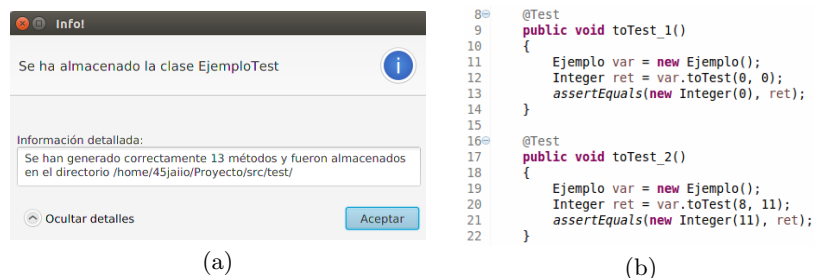 Info!
Se ha almacenado la clase EjemploTest
Información detallada:
Se han generado correctamente 13 métodos y fueron almacenados
en el directorio /home/45jaiio/Proyecto/src/test/
Ocultar detalles
Aceptar
(a)
8 @Test
9 public void toTest_1()
10 {
11 Ejemplo var = new Ejemplo();
12 Integer ret = var.toTest(0, 0);
13 assertEquals(new Integer(0), ret);
14 }
15
16 @Test
17 public void toTest_2()
18 {
19 Ejemplo var = new Ejemplo();
20 Integer ret = var.toTest(8, 11);
21 assertEquals(new Integer(11), ret);
22 }
(b)